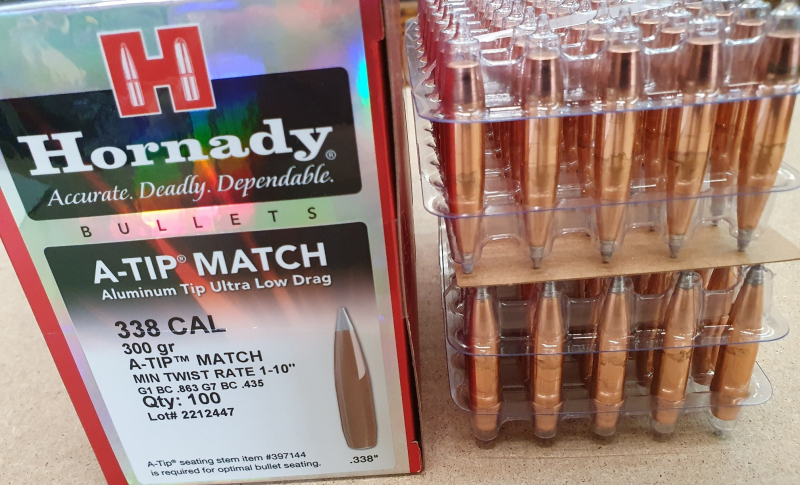 H
Hornady®
Accurate. Deadly. Dependable.
BULLETS
A-TIP® MATCH
Aluminum Tip Ultra Low Drag
338 CAL
300 gr
A-TIP™ MATCH
MIN TWIST RATE 1-10"
G1 BC .863 G7 BC .435
Qty: 100
Lot# 2212447
A-Tip® seating stem item #397144
is required for optimal bullet seating.
.338"